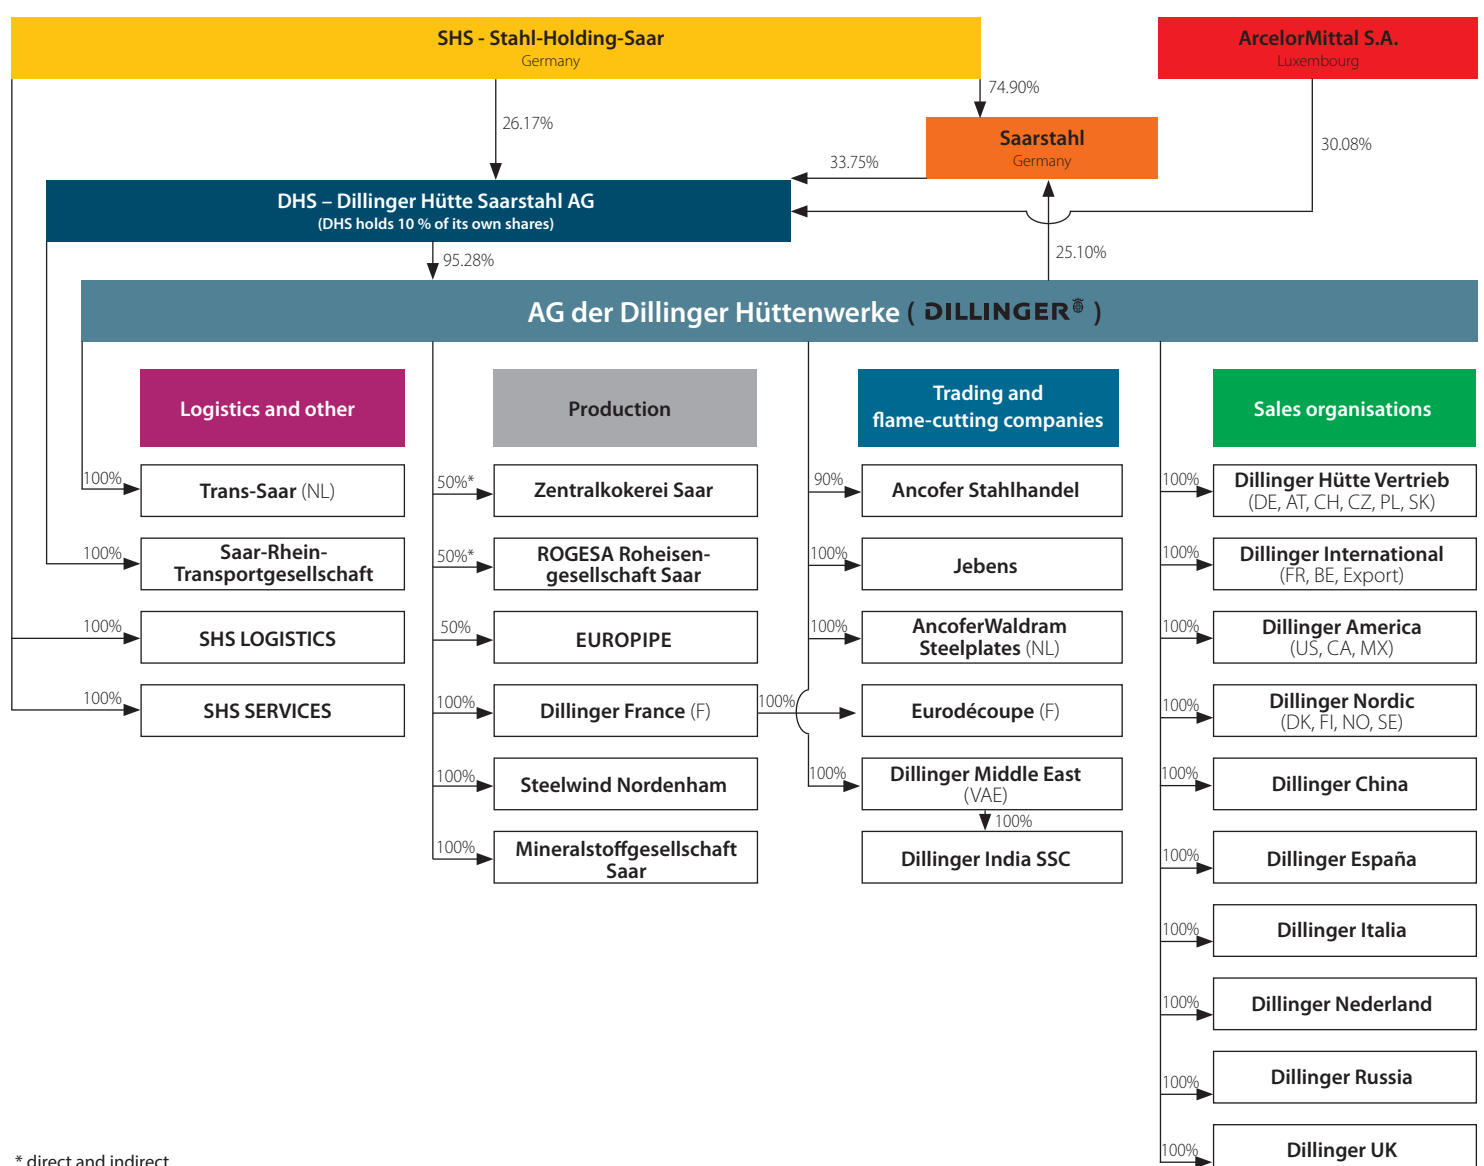 SHS - Stahl-Holding-Saar
Germany
ArcelorMittal S.A.
Luxembourg
74.90%
26.17%
Saarstahl
Germany
30.08%
33.75%
DHS – Dillinger Hütte Saarstahl AG
(DHS holds 10 % of its own shares)
95.28%
25.10%
AG der Dillinger Hüttenwerke ( DILLINGER )
Logistics and other
100%
Trans-Saar (NL)
100%
Saar-Rhein-
Transportgesellschaft
100%
SHS LOGISTICS
100%
SHS SERVICES
Production
50%*
Zentralkokerei Saar
50%*
ROGESA Roheisen-
gesellschaft Saar
50%
EUROPIPE
100%
Dillinger France (F)
100%
Steelwind Nordenham
100%
Mineralstoffgesellschaft
Saar
Trading and
flame-cutting companies
90%
Ancofer Stahlhandel
100%
Jebens
100%
AncoferWaldram
Steelplates (NL)
100%
Eurodécoupe (F)
100%
Dillinger Middle East
(VAE)
100%
Dillinger India SSC
Sales organisations
100%
Dillinger Hütte Vertrieb
(DE, AT, CH, CZ, PL, SK)
100%
Dillinger International
(FR, BE, Export)
100%
Dillinger America
(US, CA, MX)
100%
Dillinger Nordic
(DK, FI, NO, SE)
100%
Dillinger China
100%
Dillinger España
100%
Dillinger Italia
100%
Dillinger Nederland
100%
Dillinger Russia
100%
Dillinger UK
* direct and indirect